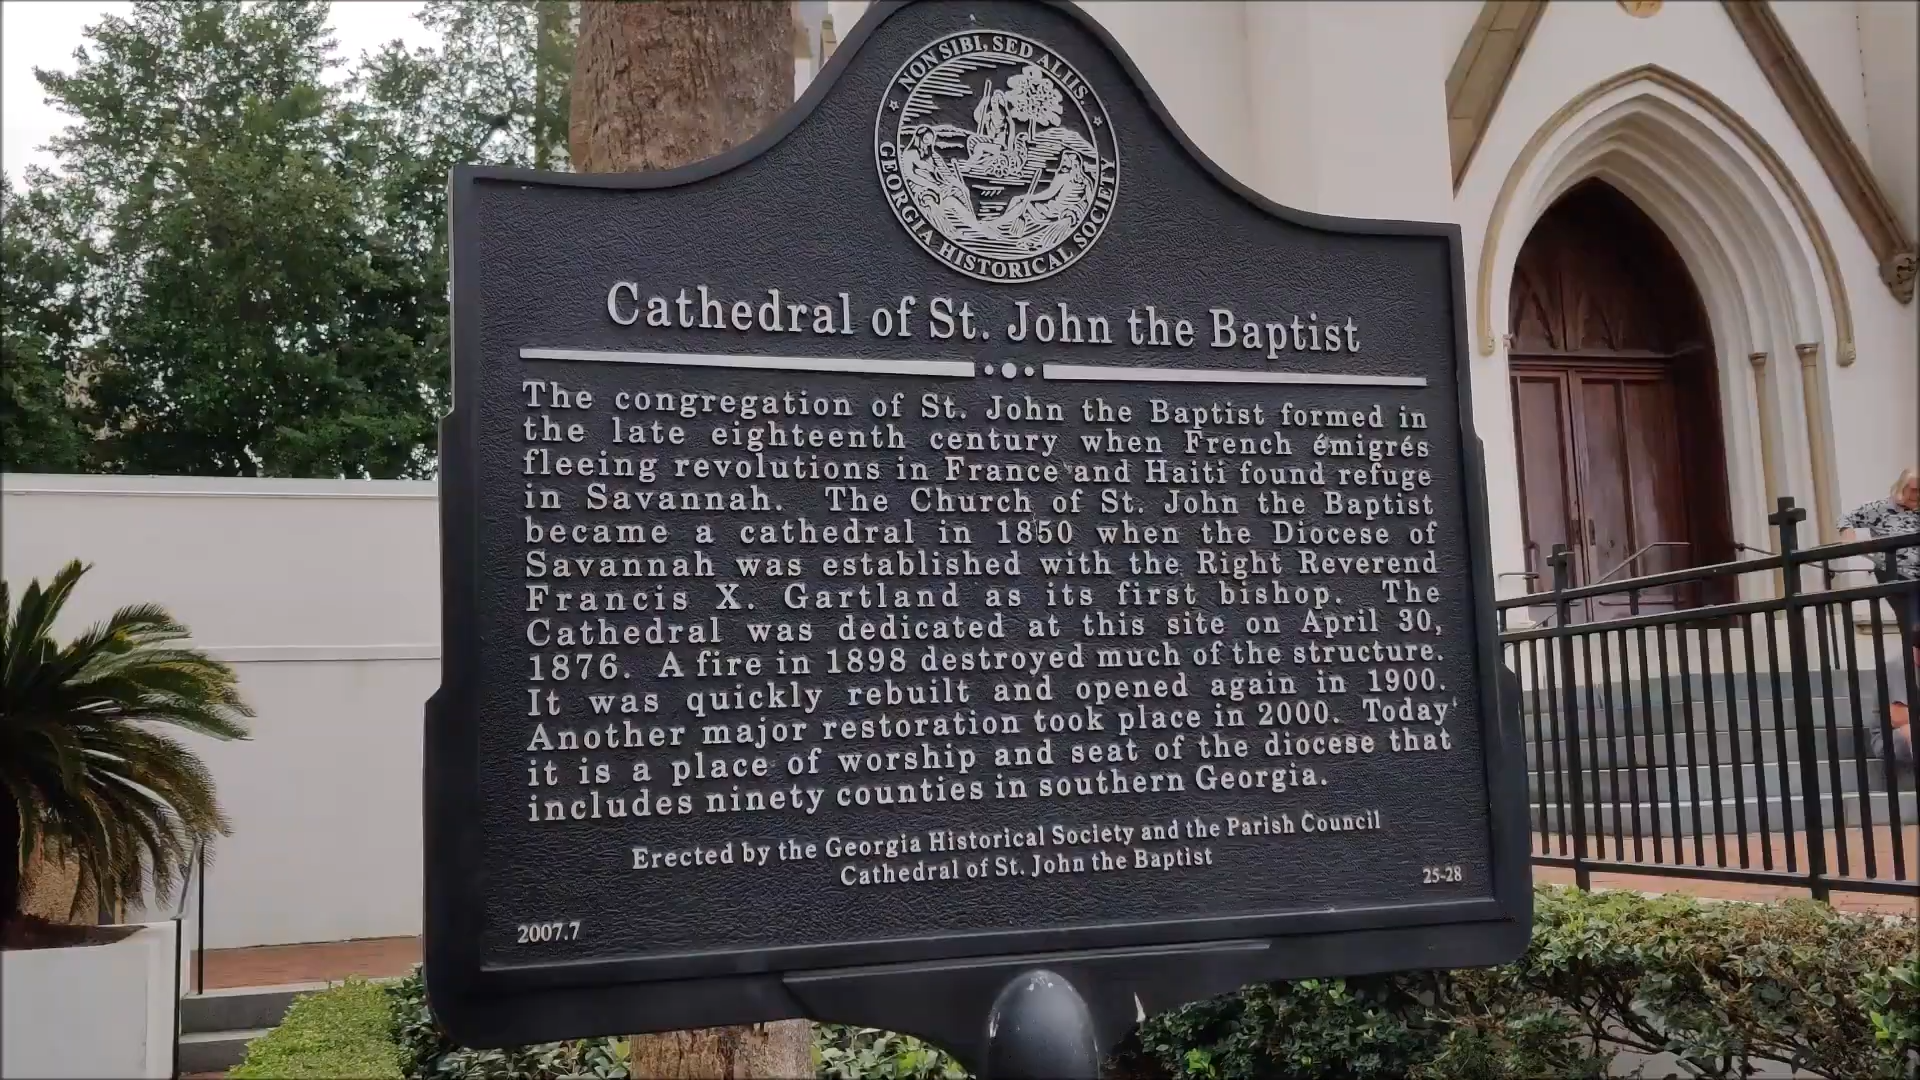 NON SIBI, SED ALIIS.
GEORGIA HISTORICAL SOCIETY
Cathedral of St. John the Baptist
The congregation of St. John the Baptist formed in
the late eighteenth century when French émigrés
fleeing revolutions in France and Haiti found refuge
in Savannah. The Church of St. John the Baptist
became a cathedral in 1850 when the Diocese of
Savannah was established with the Right Reverend
Francis X. Gartland as its first bishop. The
Cathedral was dedicated at this site on April 30,
1876. A fire in 1898 destroyed much of the structure.
It was quickly rebuilt and opened again in 1900.
Another major restoration took place in 2000. Today
it is a place of worship and seat of the diocese that
includes ninety counties in southern Georgia.
Erected by the Georgia Historical Society and the Parish Council
Cathedral of St. John the Baptist
25-28
2007.7